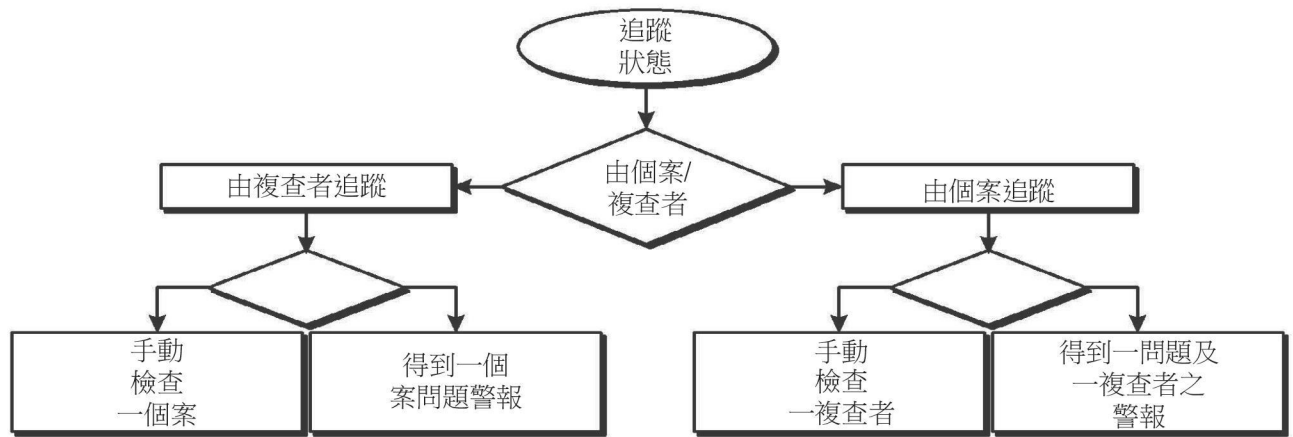 追蹤
狀態
由個案/
複查者
由複查者追蹤
由個案追蹤
手動
檢查
一個案
得到一個
案問題警報
手動
檢查
一複查者
得到一問題及
一複查者之
警報